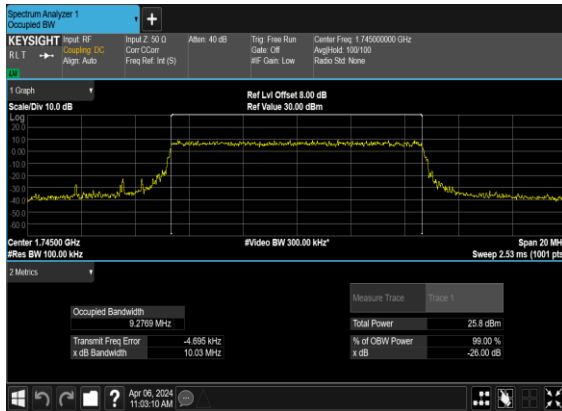 Spectrum Analyzer 1
Occupied BW
+
KEYSIGHT Input: RF Input Z: 50 Ω Atten: 40 dB Trig: Free Run Center Freq: 1.745000000 GHz
RLT Coupling: DC Corr CCorr Gate: Off Avg|Hold: 100/100
Align: Auto Freq Ref: Int (S) #IF Gain: Low Radio Std: None
LXI
1 Graph Ref Lvl Offset 8.00 dB
Scale/Div 10.0 dB Ref Value 30.00 dBm
Log
20.0
10.0
0.00
-10.0
-20.0
-30.0
-40.0
-50.0
-60.0
Center 1.74500 GHz #Video BW 300.00 kHz* Span 20 MH
#Res BW 100.00 kHz Sweep 2.53 ms (1001 pts
2 Metrics
Measure Trace Trace 1
Occupied Bandwidth
9.2769 MHz Total Power 25.8 dBm
Transmit Freq Error -4.695 kHz % of OBW Power 99.00 %
x dB Bandwidth 10.03 MHz x dB -26.00 dB
? Apr 06, 2024
11:03:10 AM